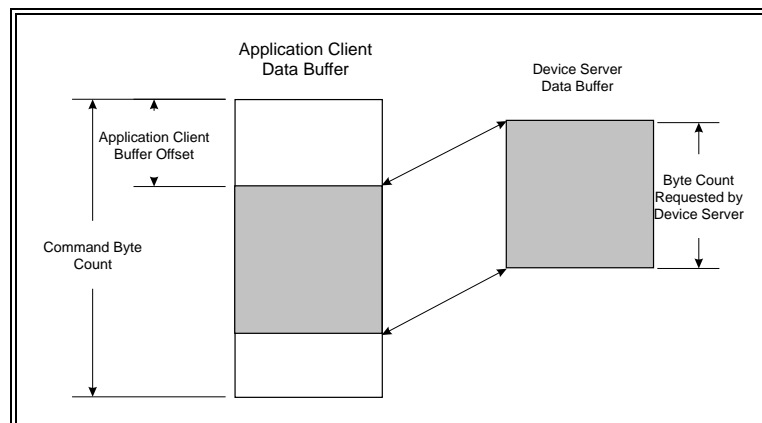 Application Client
Data Buffer
Device Server
Data Buffer
Application Client
Buffer Offset
Byte Count
Requested by
Device Server
Command Byte
Count